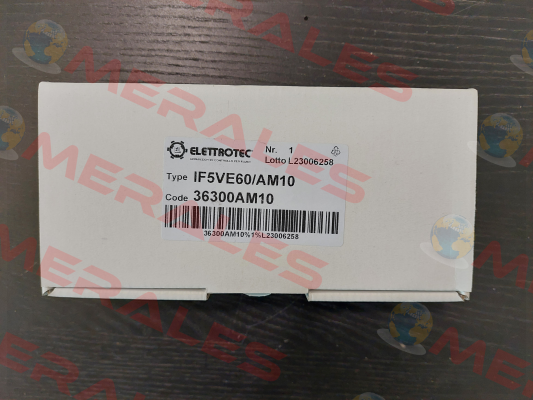 MERALES
ELETTROTEC
Nr. 1
Lotto L23006258
Type IF5VE60/AM10
Code 36300AM10
36300AM10%1%L23006258
MERALES
MERALES